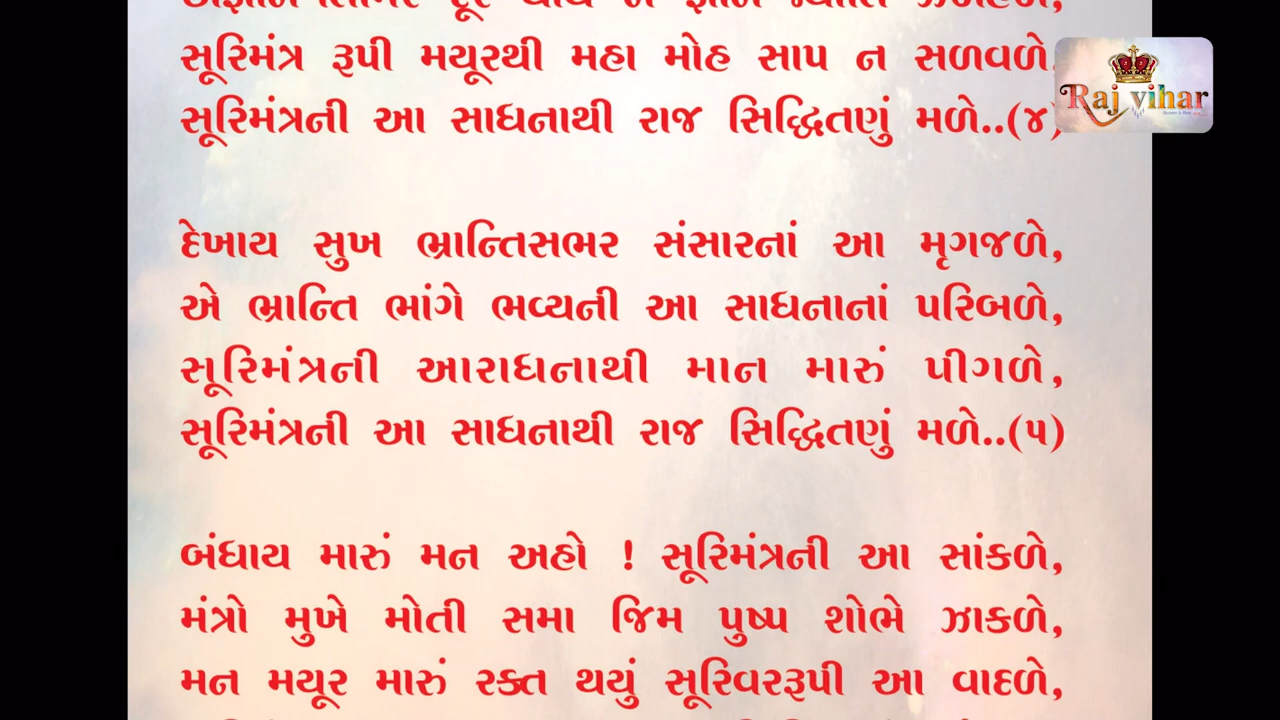 સૂરિમંત્ર રૂપી મયૂરથી મહા મોહ સાપ ન સળવળે,
Raj vihar
સૂરિમંત્રની આ સાધનાથી રાજ સિદ્ધિતણું મળે..(૪)
દેખાય સુખ ભ્રાન્તિસભર સંસારનાં આ મૃગજળે,
એ ભ્રાન્તિ ભાંગે ભવ્યની આ સાધનાનાં પરિબળે,
સૂરિમંત્રની આરાધનાથી માન મારું પીગળે,
સૂરિમંત્રની આ સાધનાથી રાજ સિદ્ધિતણું મળે..(૫)
બંધાય મારું મન અહો ! સૂરિમંત્રની આ સાંકળે,
મંત્રો મુખે મોતી સમા જિમ પુષ્પ શોભે ઝાકળે,
મન મયૂર મારું રક્ત થયું સૂરિવરરૂપી આ વાદળે,